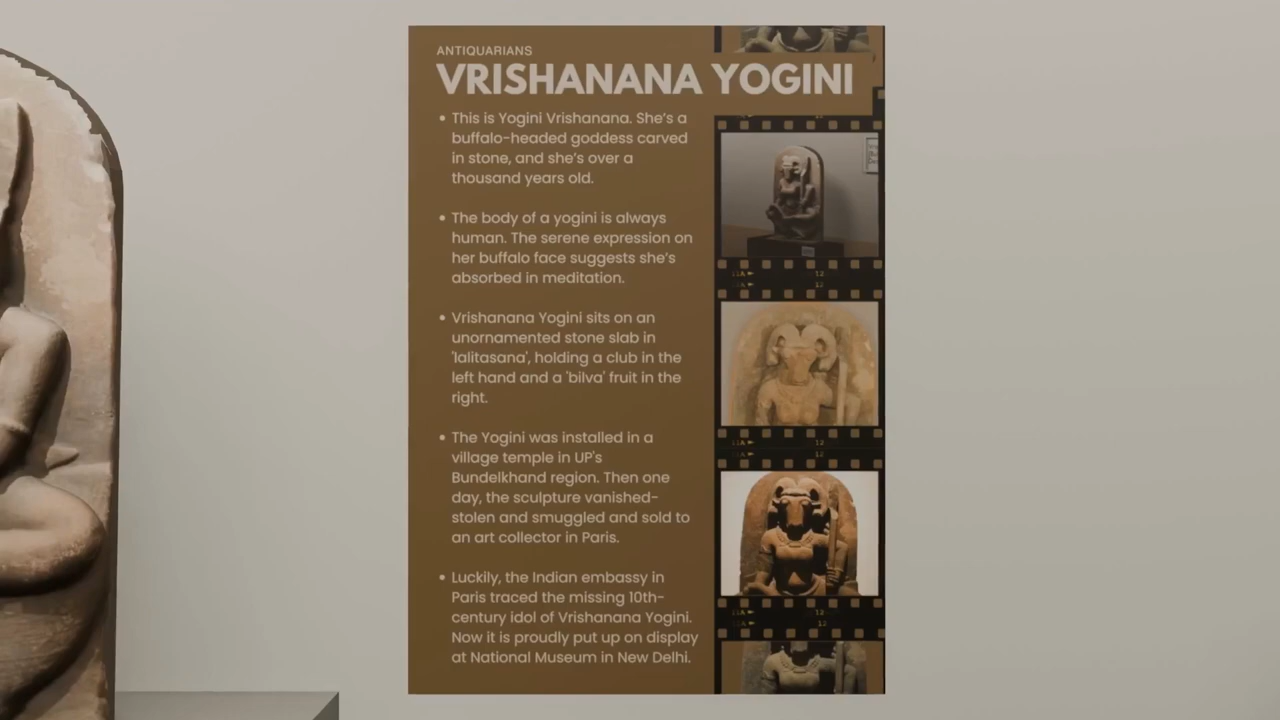 ANTIQUARIANS
VRISHANANA YOGINI
• This is Yogini Vrishanana. She's a
buffalo-headed goddess carved
in stone, and she's over a
thousand years old.
• The body of a yogini is always
human. The serene expression on
her buffalo face suggests she's
absorbed in meditation.
• Vrishanana Yogini sits on an
unornamented stone slab in
'lalitasana', holding a club in the
left hand and a 'bilva' fruit in the
right.
• The Yogini was installed in a
village temple in UP's
Bundelkhand region. Then one
day, the sculpture vanished-
stolen and smuggled and sold to
an art collector in Paris.
• Luckily, the Indian embassy in
Paris traced the missing 10th-
century idol of Vrishanana Yogini.
Now it is proudly put up on display
at National Museum in New Delhi.
12
12
12
12
12
12